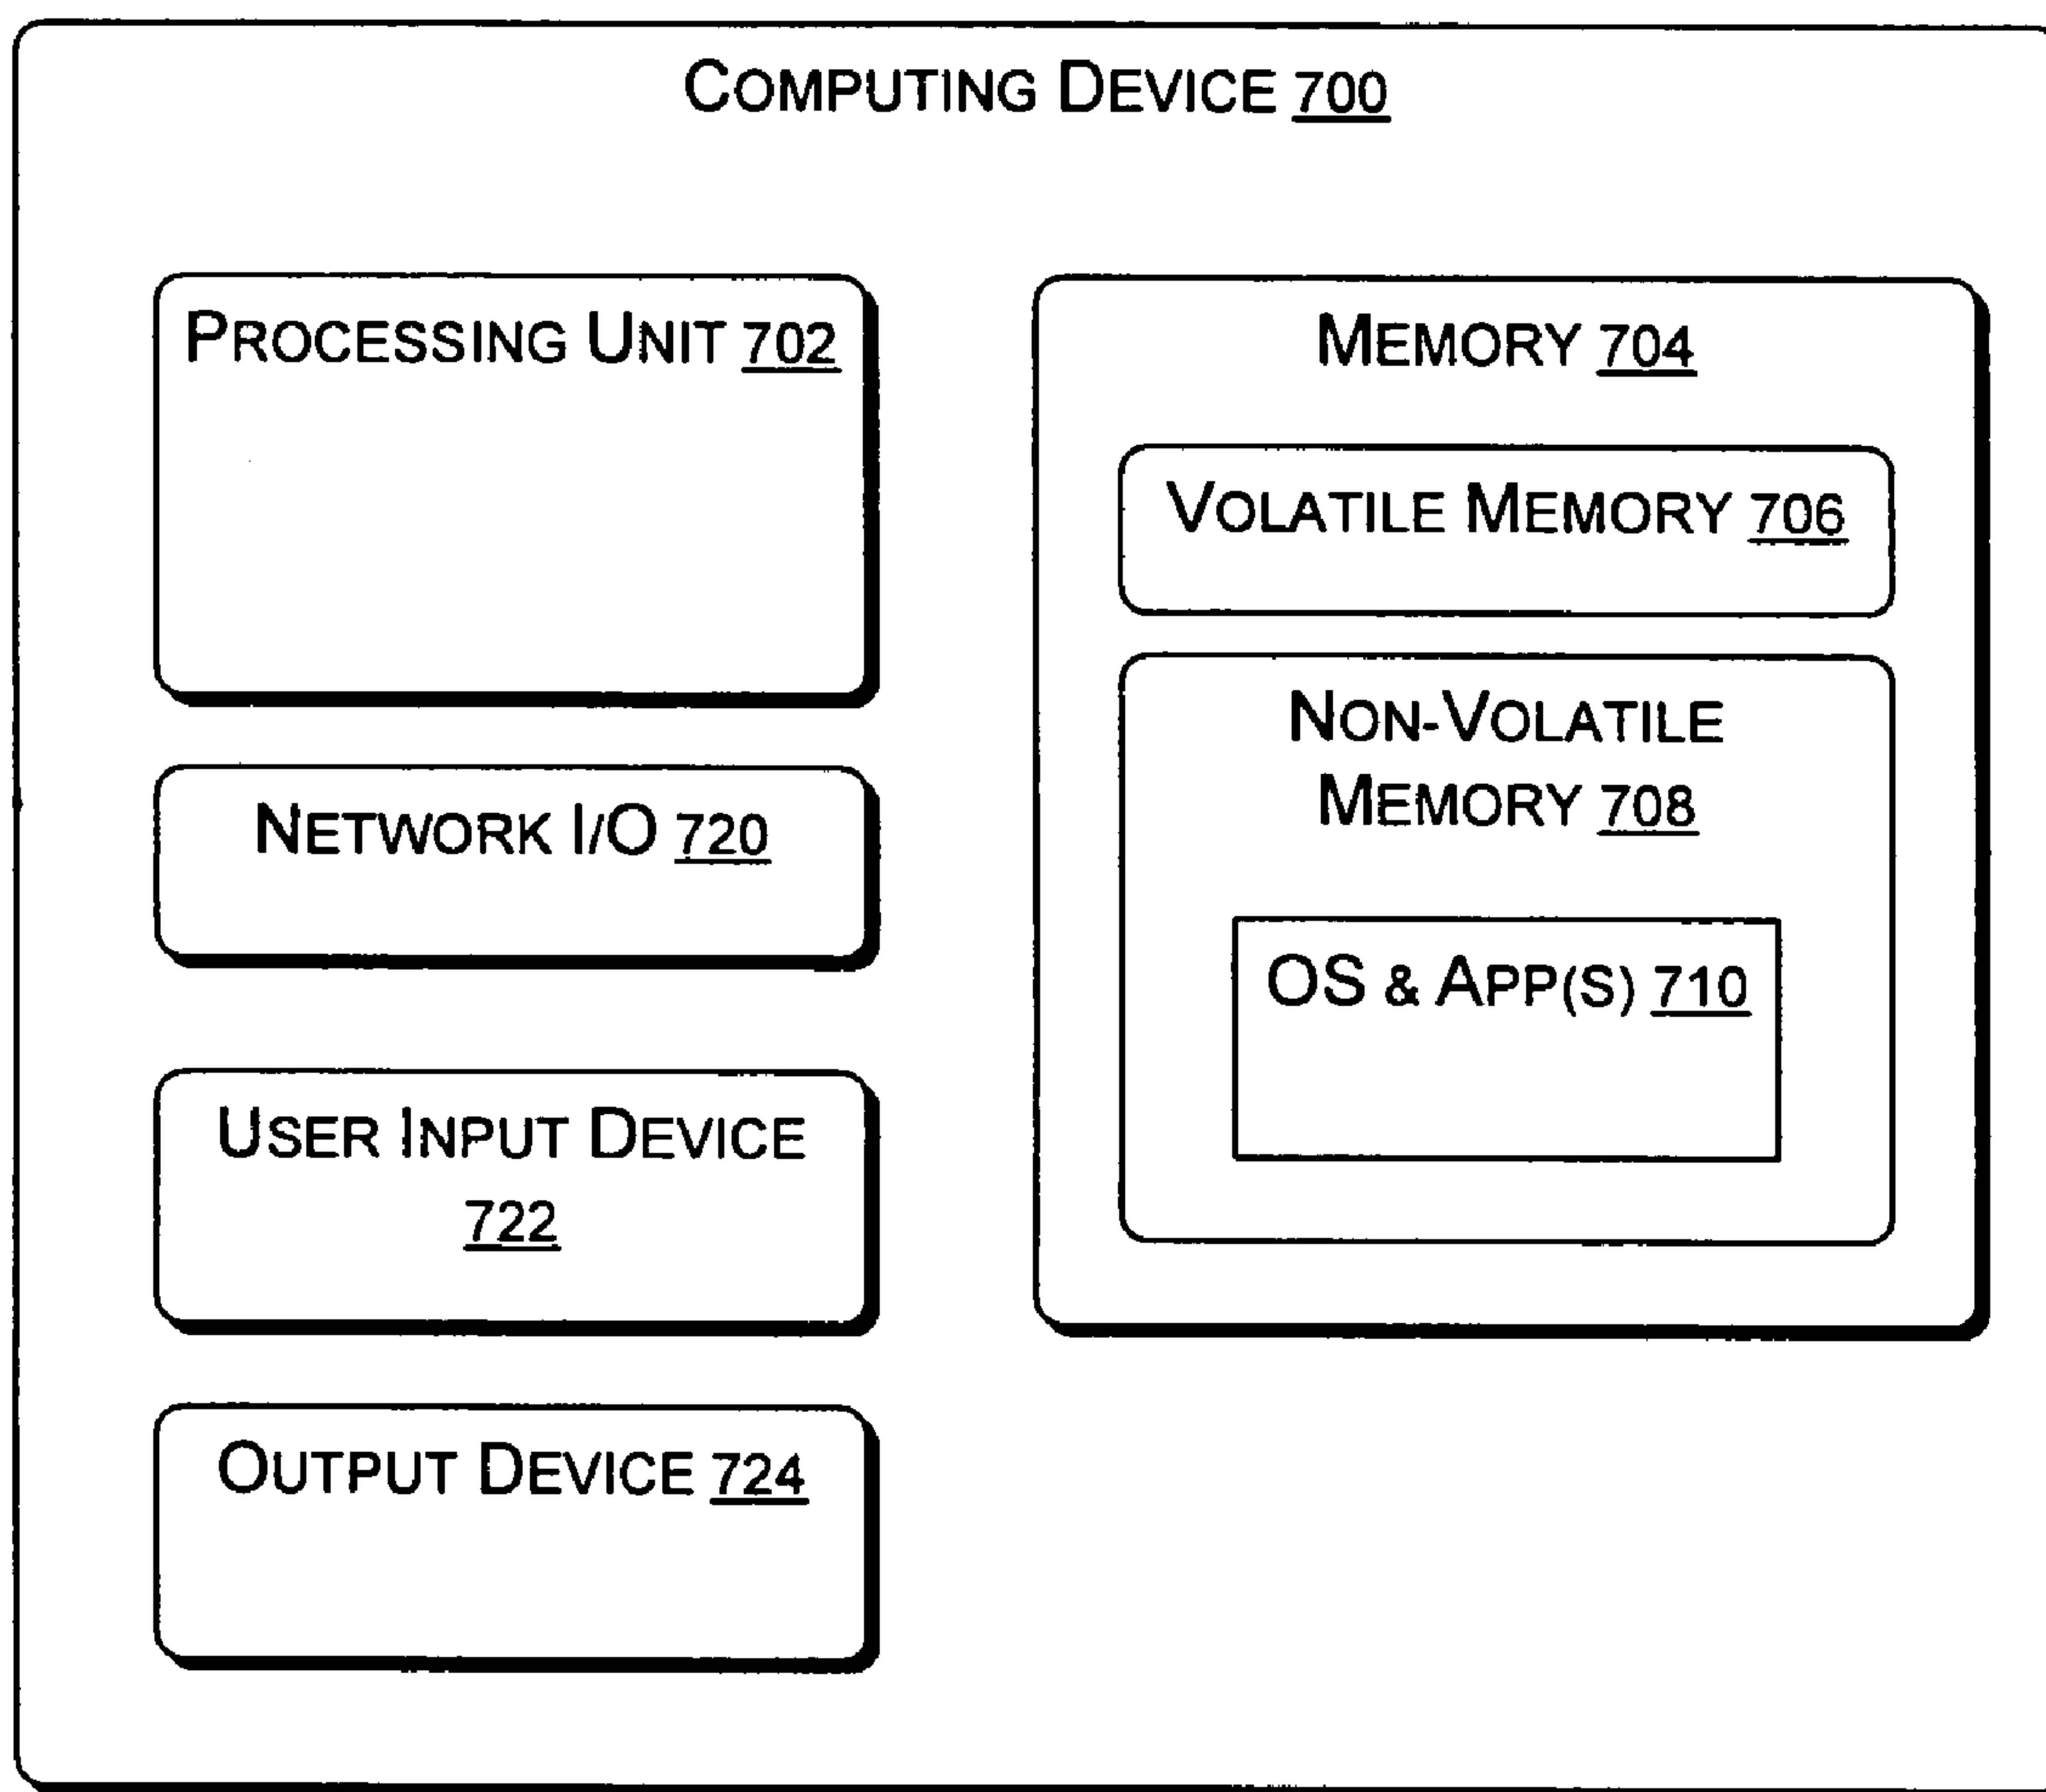 COMPUTING DEVICE 700
PROCESSING UNIT 702
NETWORK I/O 720
USER INPUT DEVICE
722
OUTPUT DEVICE 724
MEMORY 704
VOLATILE MEMORY 706
NON-VOLATILE
MEMORY 708
OS & APP(S) 710